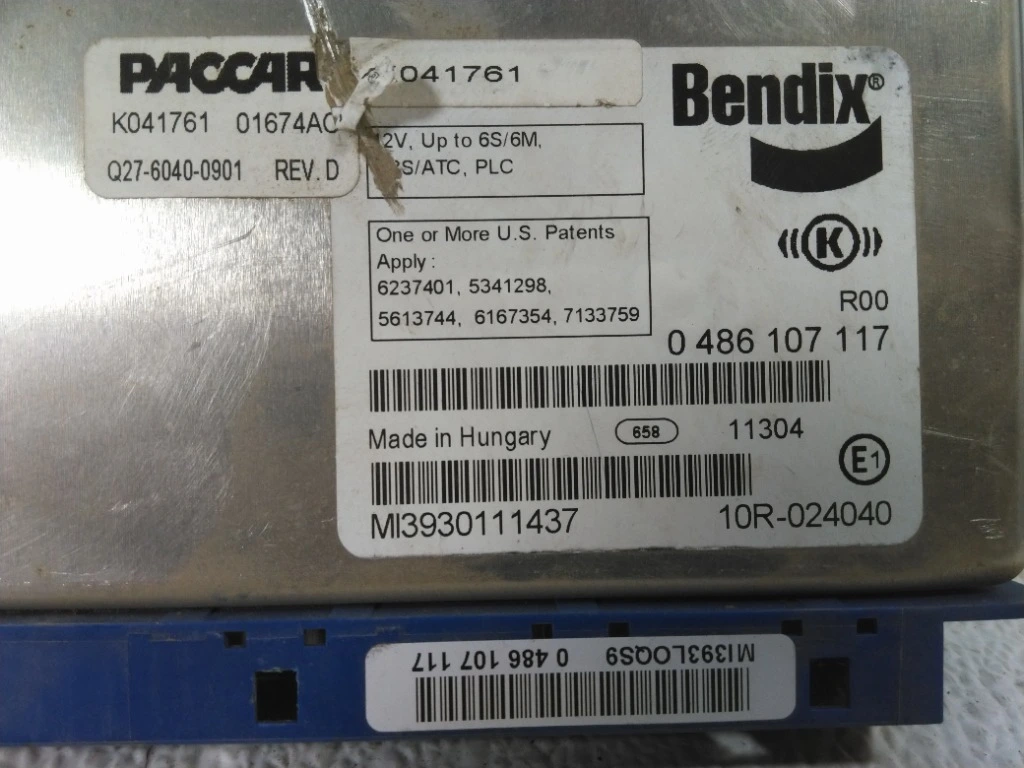 PACCAR
K041761 01674AC
Q27-6040-0901 REV.D
K041761
12V, Up to 6S/6M,
S/ATC, PLC
Bendix®
K
One or More U.S. Patents
Apply :
6237401, 5341298,
5613744, 6167354, 7133759
R00
0 486 107 117
Made in Hungary 658 11304
E1
MI3930111437 10R-024040
MI393LOQS9 0 486 107 117